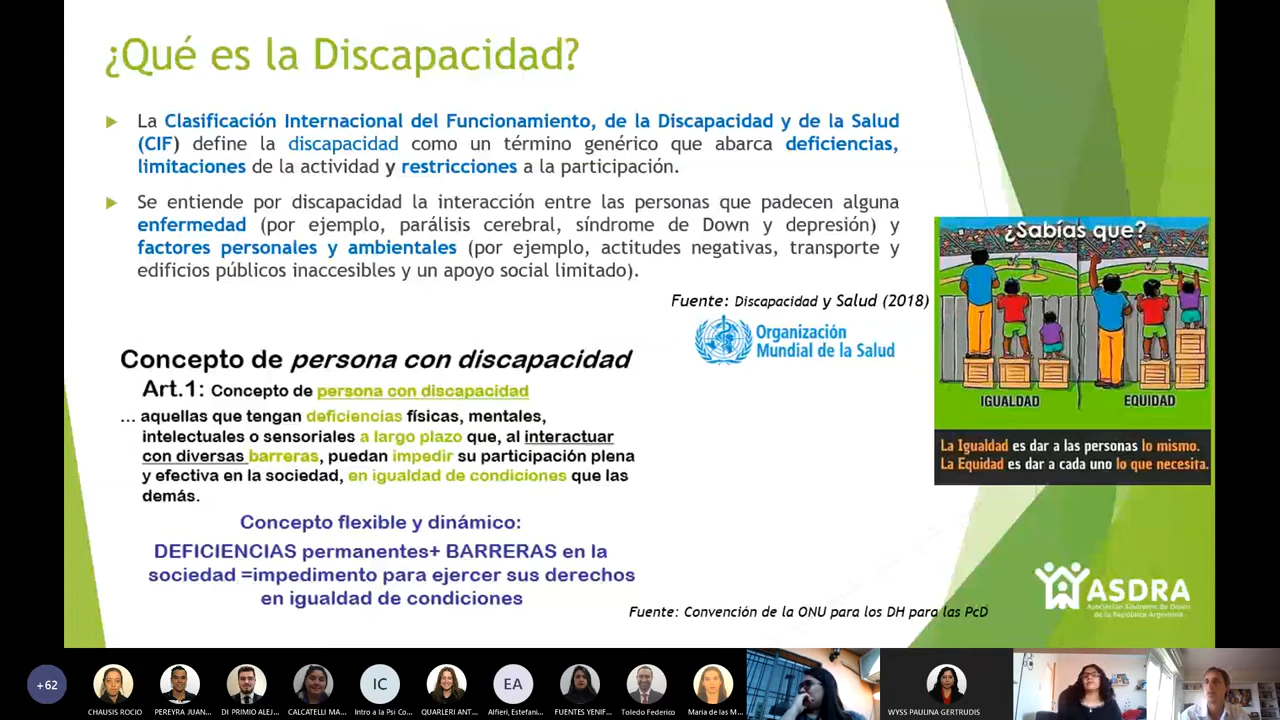 ¿Qué es la Discapacidad?
La Clasificación Internacional del Funcionamiento, de la Discapacidad y de la Salud
(CIF) define la discapacidad como un término genérico que abarca deficiencias,
limitaciones de la actividad y restricciones a la participación.
Se entiende por discapacidad la interacción entre las personas que padecen alguna
enfermedad (por ejemplo, parálisis cerebral, síndrome de Down y depresión) y
factores personales y ambientales (por ejemplo, actitudes negativas, transporte y
edificios públicos inaccesibles y un apoyo social limitado).
Fuente: Discapacidad y Salud (2018)
Organización
Mundial de la Salud
¿Sabías que?
IGUALDAD
EQUIDAD
La Igualdad es dar a las personas lo mismo.
La Equidad es dar a cada uno lo que necesita.
Concepto de persona con discapacidad
Art.1: Concepto de persona con discapacidad
... aquellas que tengan deficiencias físicas, mentales,
intelectuales o sensoriales a largo plazo que, al interactuar
con diversas barreras, puedan impedir su participación plena
y efectiva en la sociedad, en igualdad de condiciones que las
demás.
Concepto flexible y dinámico:
DEFICIENCIAS permanentes+ BARRERAS en la
sociedad =impedimento para ejercer sus derechos
en igualdad de condiciones
Fuente: Convención de la ONU para los DH para las PcD
ASDRA
Asociación Síndrome de Down
de la República Argentina
+62
CHAUSIS ROCIO
PEREYRA JUAN...
DI PRIMIO ALEJ...
CALCATELLI MA...
IC
Intro a la Psi Co...
QUARLERI ANT...
EA
Alfieri, Estefaní...
FUENTES YENIF...
Toledo Federico
Maria de las M...
WYSS PAULINA GERTRUDIS